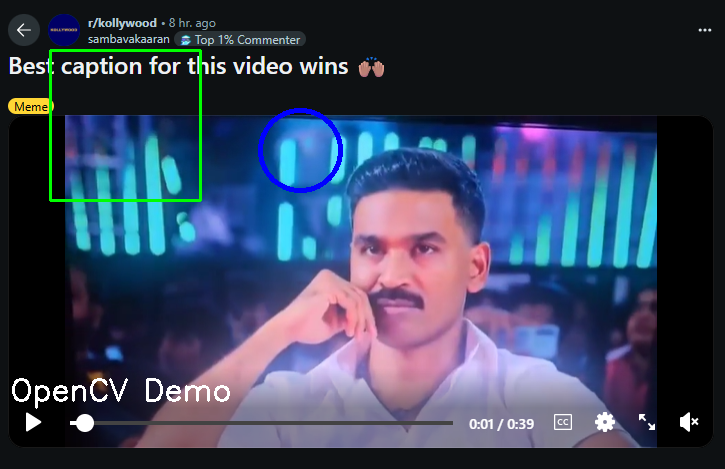 r/kollywood • 8 hr. ago
KOLLYWOOD
sambavakaaran Top 1% Commenter
Best caption for this video wins 🙌🏽
Meme
OpenCV Demo
0:01 / 0:39
CC